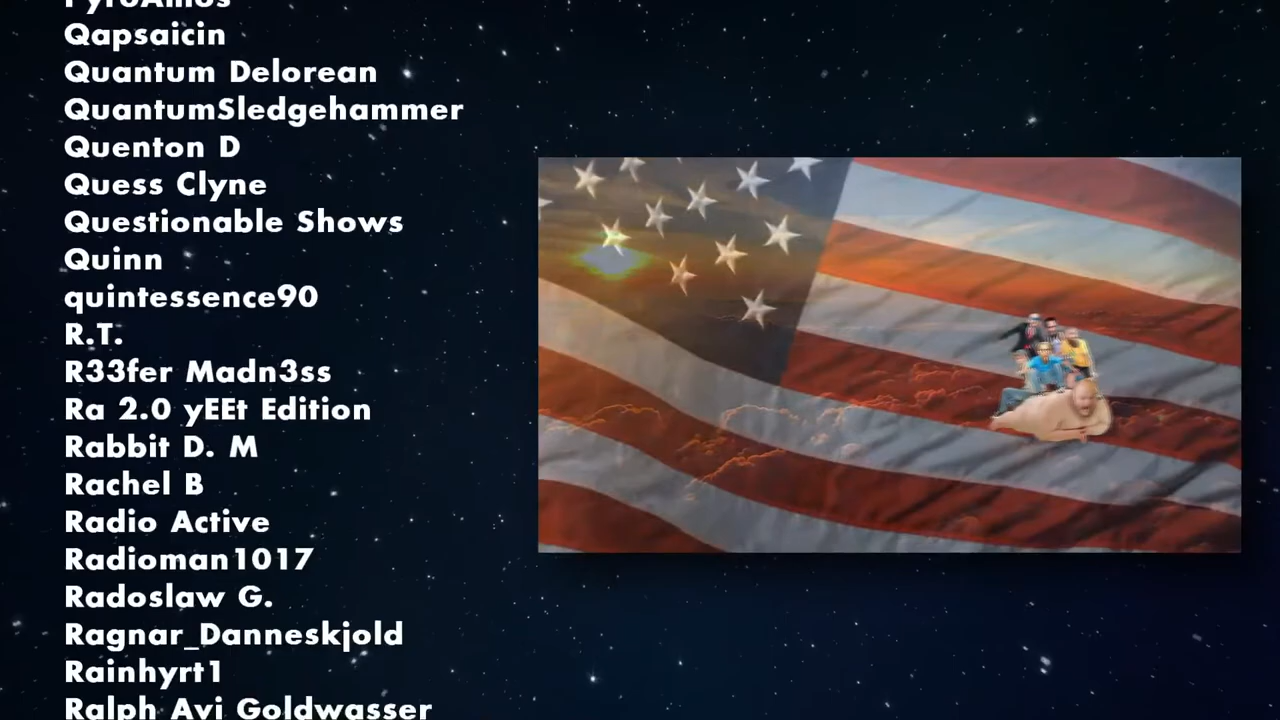 PyroAmos
Qapsaicin
Quantum Delorean
QuantumSledgehammer
Quenton D
Quess Clyne
Questionable Shows
Quinn
quintessence90
R.T.
R33fer Madn3ss
Ra 2.0 yEEt Edition
Rabbit D. M
Rachel B
Radio Active
Radioman1017
Radoslaw G.
Ragnar_Danneskjold
Rainhyrt1
Ralph Avi Goldwasser